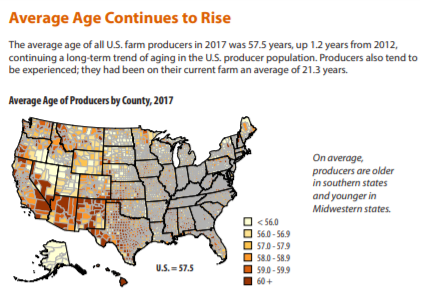 Average Age Continues to Rise
The average age of all U.S. farm producers in 2017 was 57.5 years, up 1.2 years from 2012,
continuing a long-term trend of aging in the U.S. producer population. Producers also tend to
be experienced; they had been on their current farm an average of 21.3 years.
Average Age of Producers by County, 2017
On average,
producers are older
in southern states
and younger in
Midwestern states.
< 56.0
56.0 - 56.9
57.0 - 57.9
58.0 - 58.9
59.0 - 59.9
60 +
U.S. = 57.5